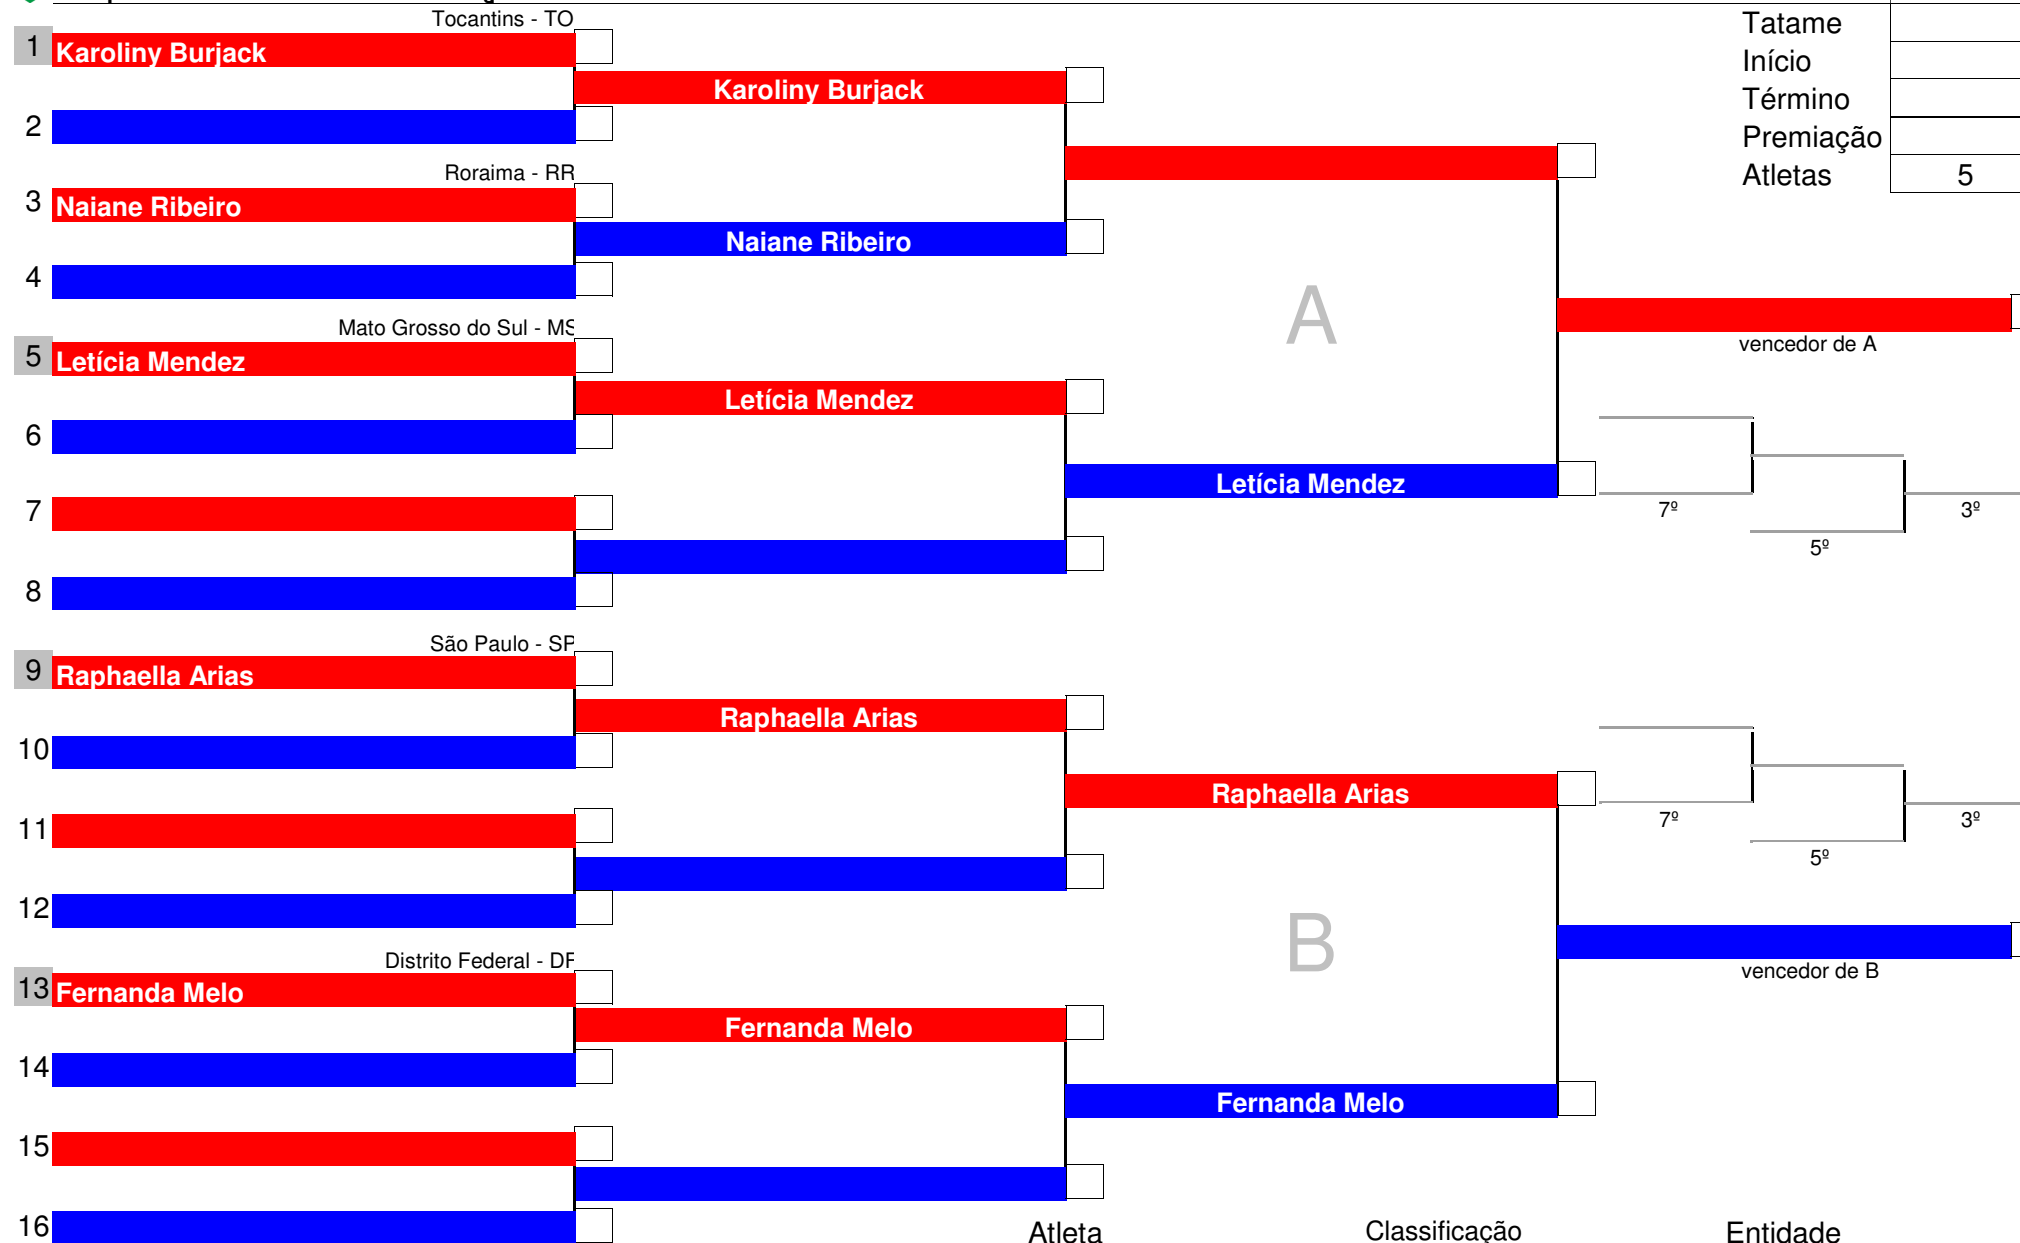 Tocantins - TO
Tatame
1 Karoliny Burjack
Início
Karoliny Burjack
Término
2
Premiação
Roraima - RR
Atletas 5
3 Naiane Ribeiro
Naiane Ribeiro
4
A
Mato Grosso do Sul - MS
vencedor de A
5 Letícia Mendez
Letícia Mendez
6
Letícia Mendez
7
7º 3º
5º
8
São Paulo - SP
9 Raphaella Arias
Raphaella Arias
10
Raphaella Arias
11
7º 3º
5º
12
B
Distrito Federal - DF
vencedor de B
13 Fernanda Melo
Fernanda Melo
14
Fernanda Melo
15
16
Atleta Classificação Entidade